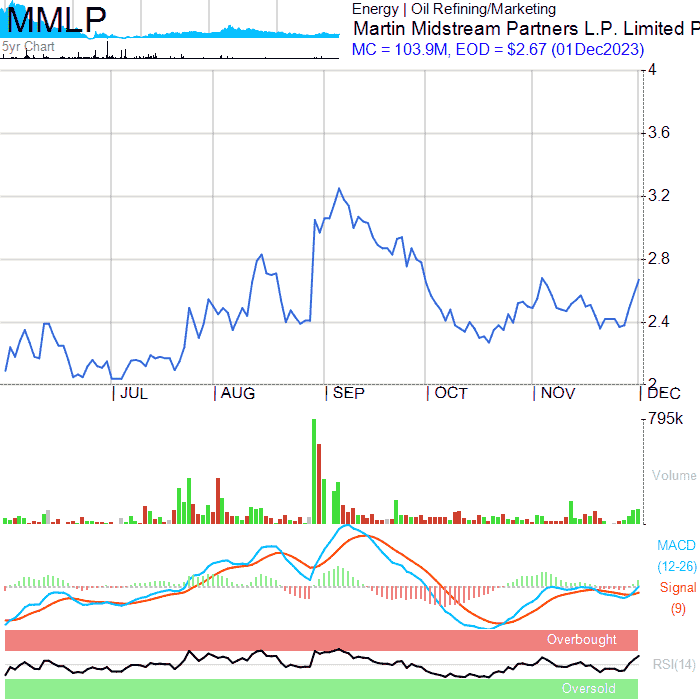 MMLP
5yr Chart
Energy | Oil Refining/Marketing
Martin Midstream Partners L.P. Limited P
MC = 103.9M, EOD = $2.67 (01Dec2023)
4
3.6
3.2
2.8
2.4
2
JUL AUG SEP OCT NOV DEC
795k
Volume
MACD
(12-26)
Signal
(9)
Overbought
RSI(14)
Oversold